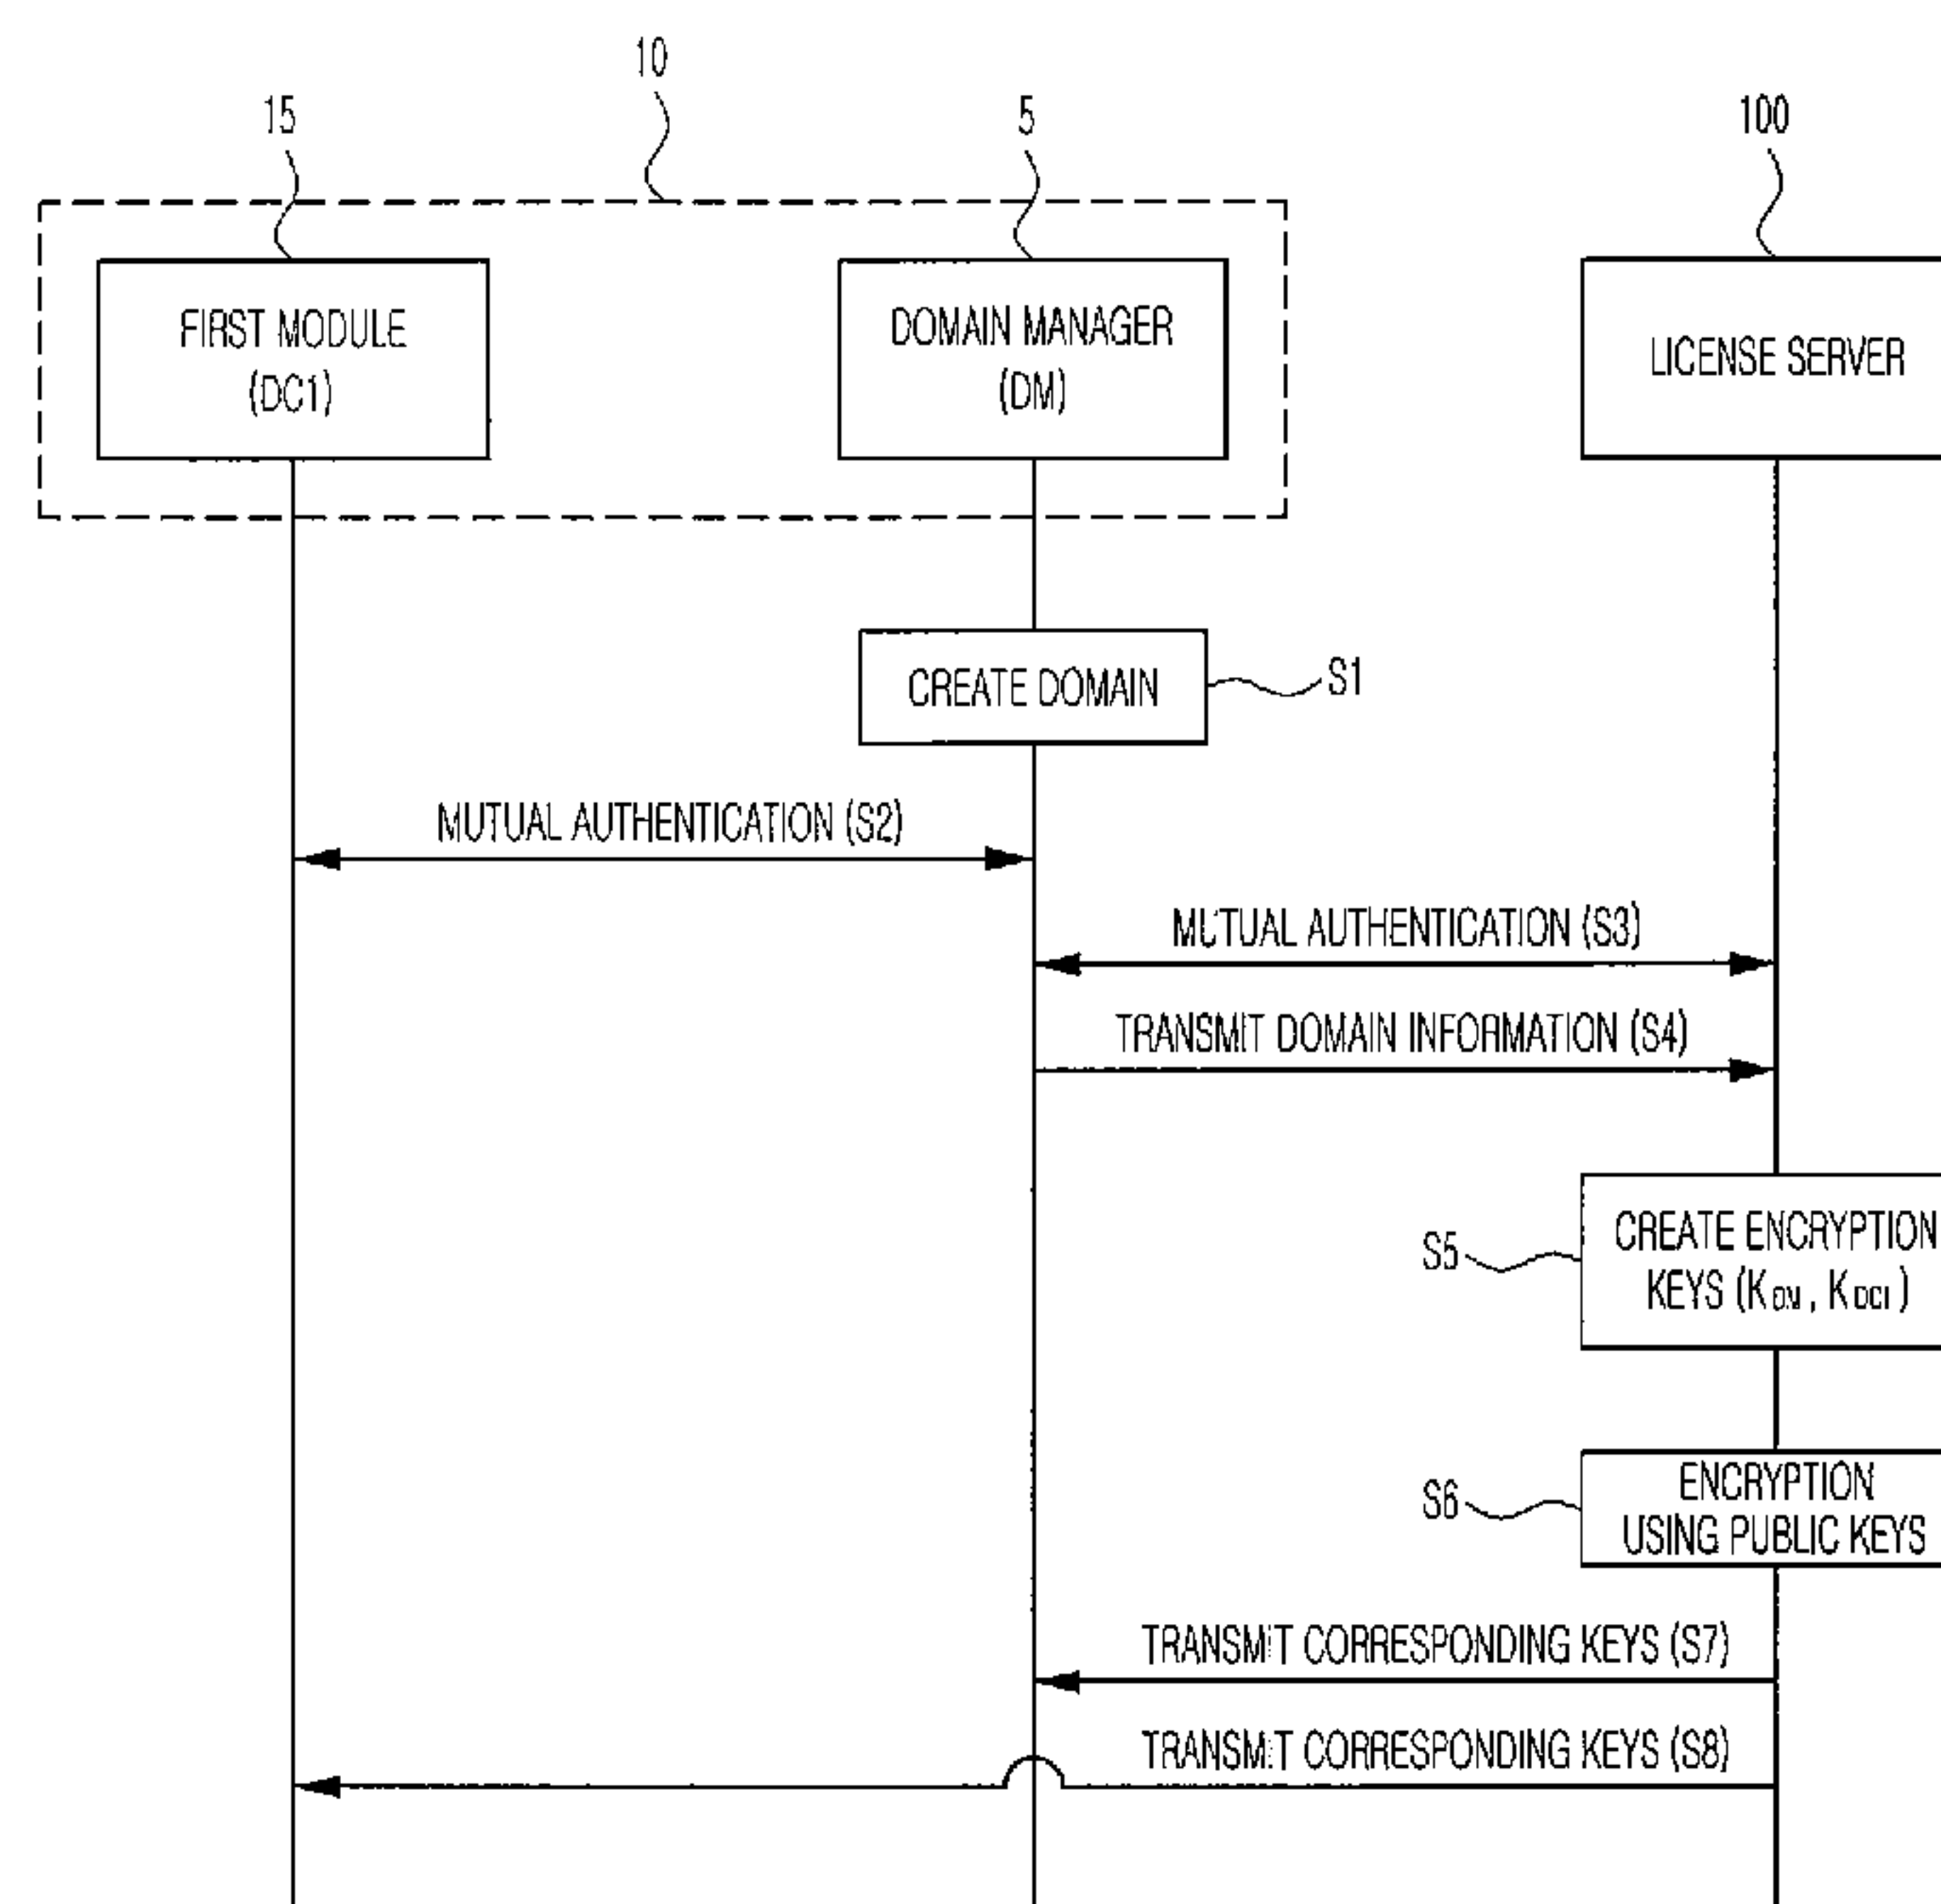 10
15
5
100
FIRST MODULE
(DC1)
DOMAIN MANAGER
(DM)
LICENSE SERVER
CREATE DOMAIN
S1
MUTUAL AUTHENTICATION (S2)
MUTUAL AUTHENTICATION (S3)
TRANSMIT DOMAIN INFORMATION (S4)
S5
CREATE ENCRYPTION
KEYS (KDM, KDC1)
S6
ENCRYPTION
USING PUBLIC KEYS
TRANSMIT CORRESPONDING KEYS (S7)
TRANSMIT CORRESPONDING KEYS (S8)